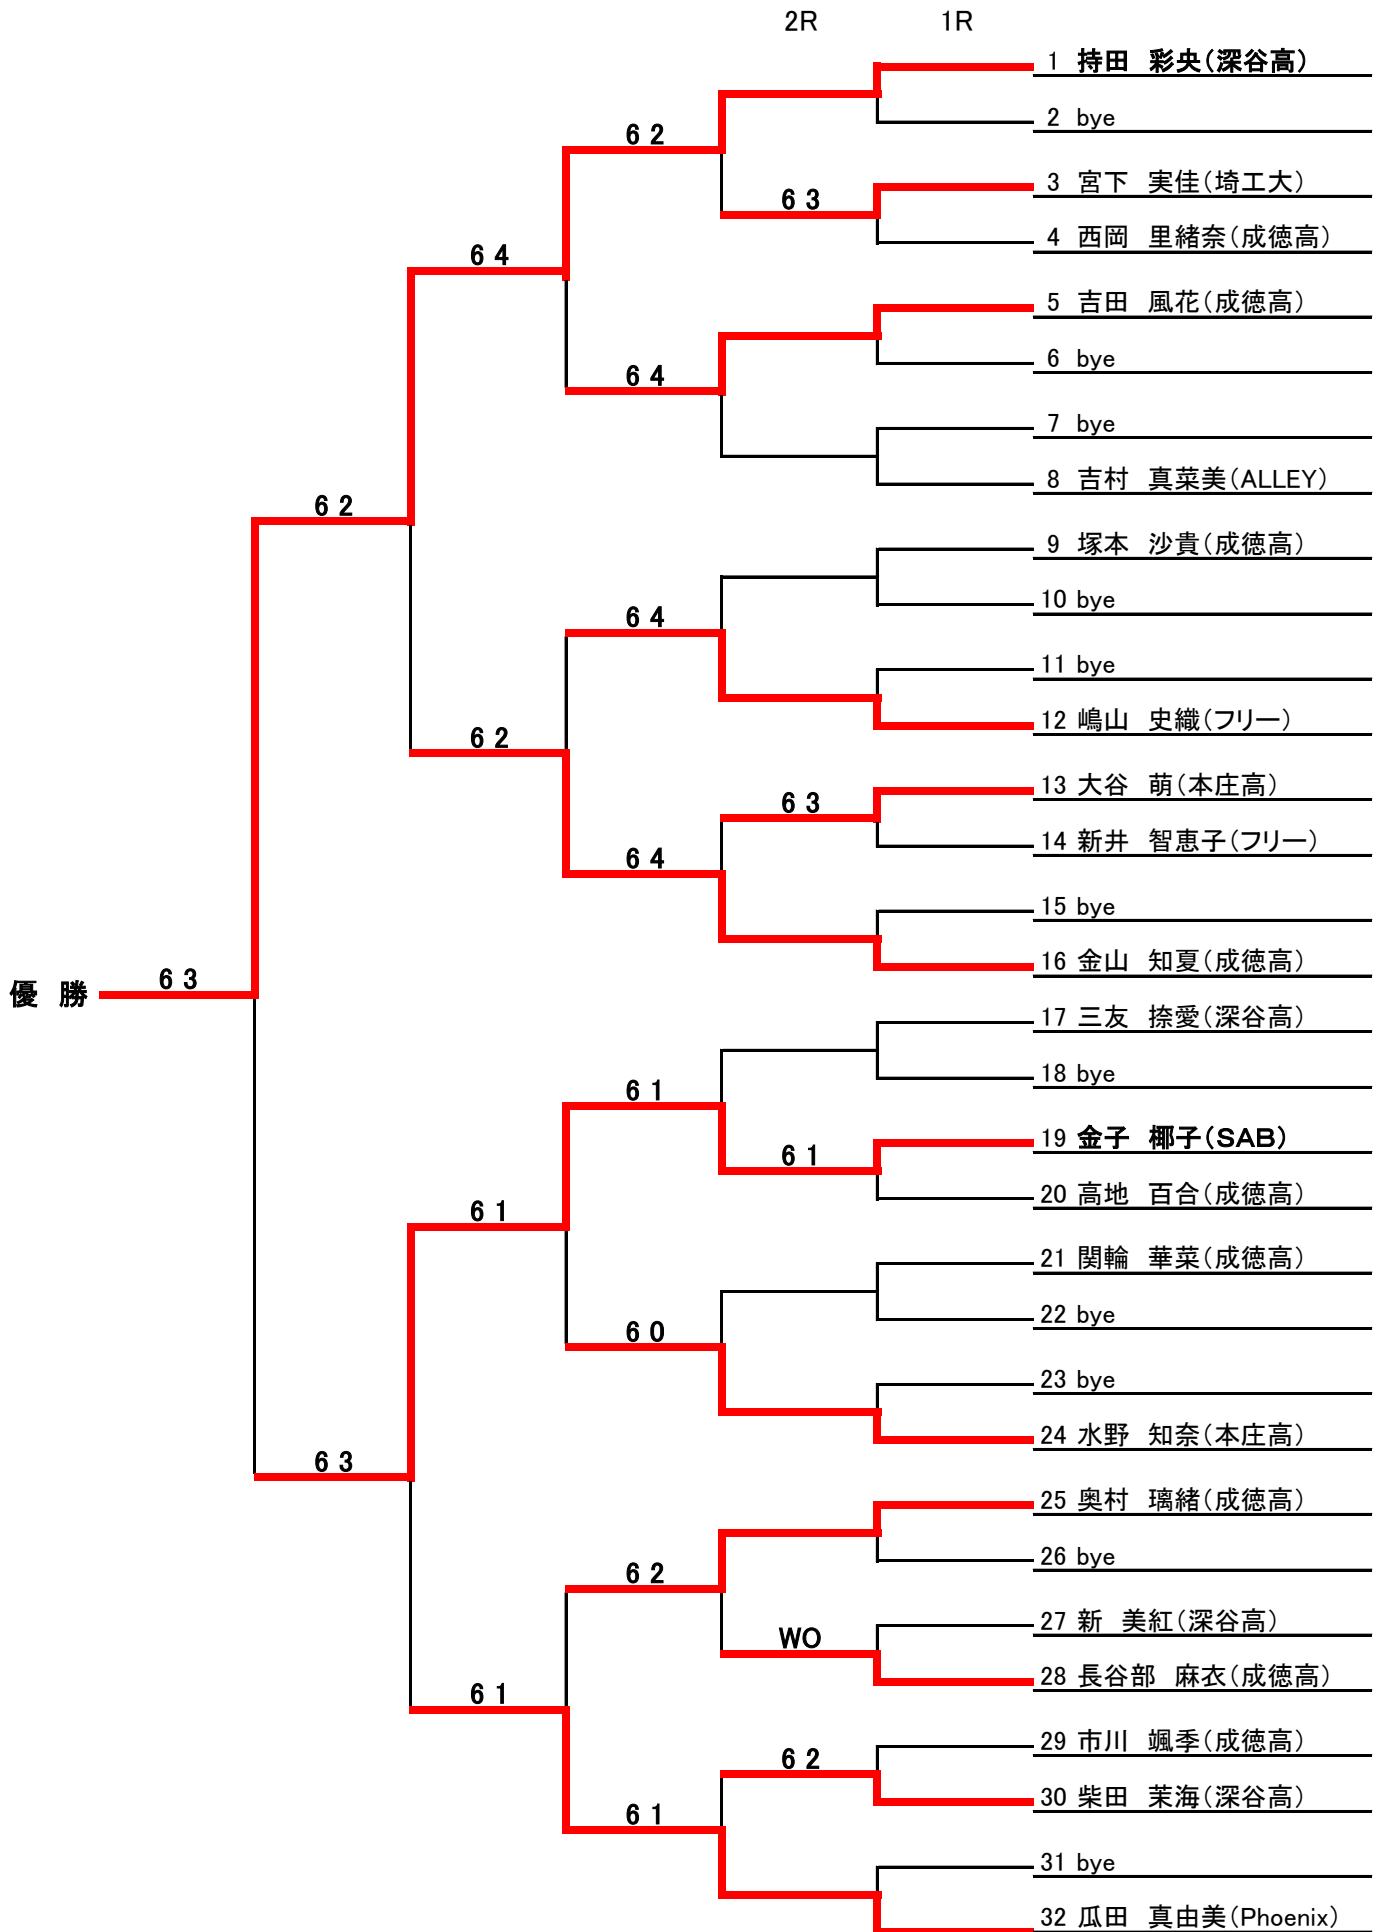 2R 1R
1 持田 彩央(深谷高)
2 bye
6 2
3 宮下 実佳(埼工大)
6 3
4 西岡 里緒奈(成徳高)
6 4
5 吉田 風花(成徳高)
6 bye
6 4
7 bye
8 吉村 真菜美(ALLEY)
6 2
9 塚本 沙貴(成徳高)
10 bye
6 4
11 bye
12 嶋山 史織(フリー)
6 2
13 大谷 萌(本庄高)
6 3
14 新井 智恵子(フリー)
6 4
15 bye
16 金山 知夏(成徳高)
6 3
優 勝
17 三友 捺愛(深谷高)
18 bye
6 1
19 金子 椰子(SAB)
6 1
20 高地 百合(成徳高)
6 1
21 関輪 華菜(成徳高)
22 bye
6 0
23 bye
24 水野 知奈(本庄高)
6 3
25 奥村 璃緒(成徳高)
26 bye
6 2
27 新 美紅(深谷高)
WO
28 長谷部 麻衣(成徳高)
6 1
29 市川 颯季(成徳高)
6 2
30 柴田 茉海(深谷高)
6 1
31 bye
32 瓜田 真由美(Phoenix)